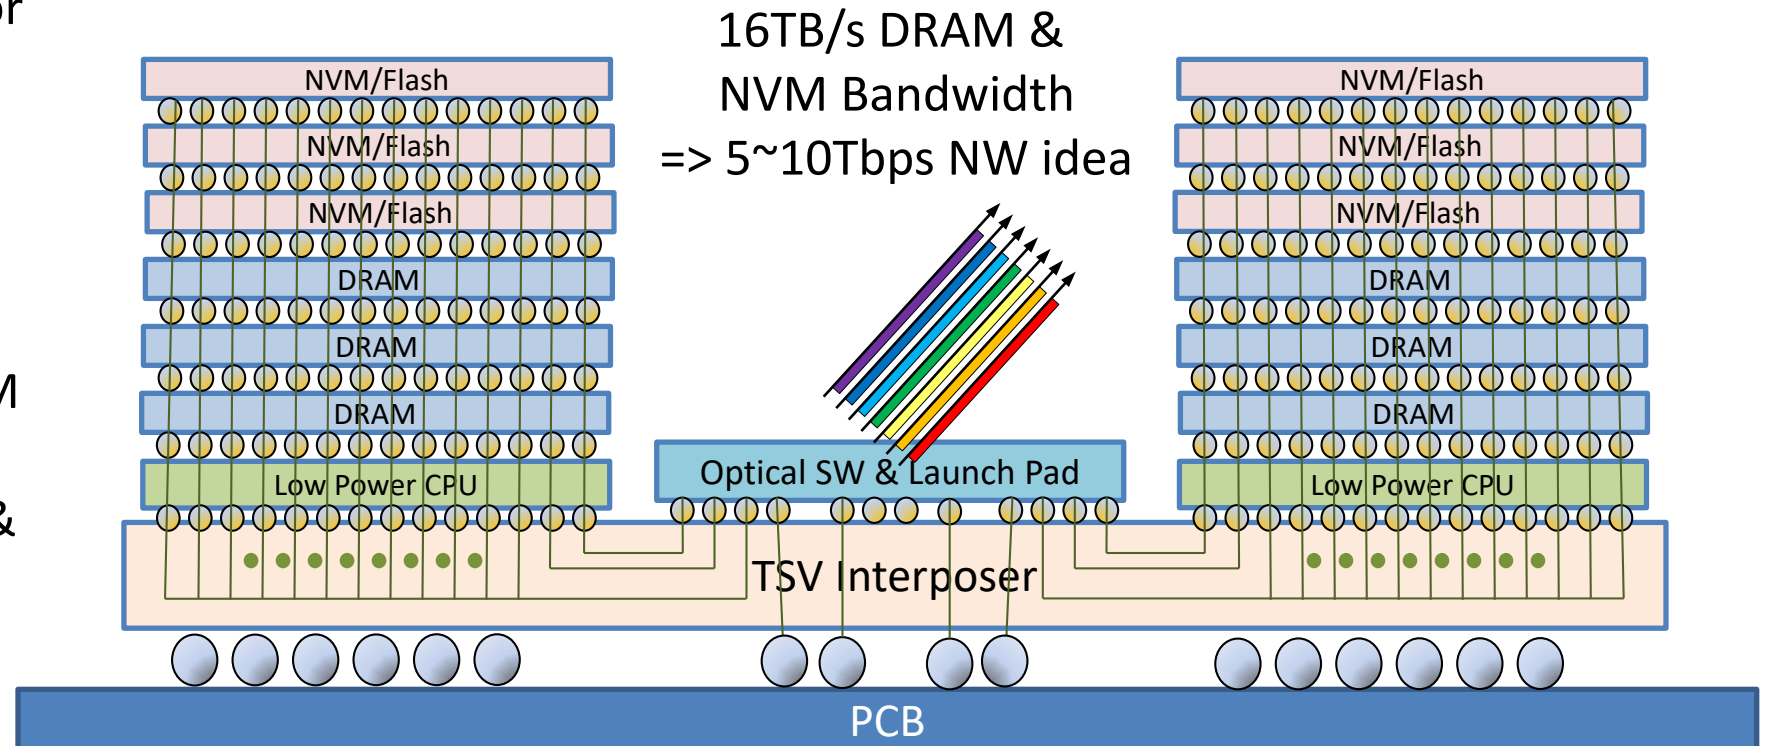 or
M
&
16TB/s DRAM &
NVM Bandwidth
=> 5~10Tbps NW idea
NVM/Flash
NVM/Flash
NVM/Flash
DRAM
DRAM
DRAM
Low Power CPU
Optical SW & Launch Pad
NVM/Flash
NVM/Flash
NVM/Flash
DRAM
DRAM
DRAM
Low Power CPU
TSV Interposer
PCB